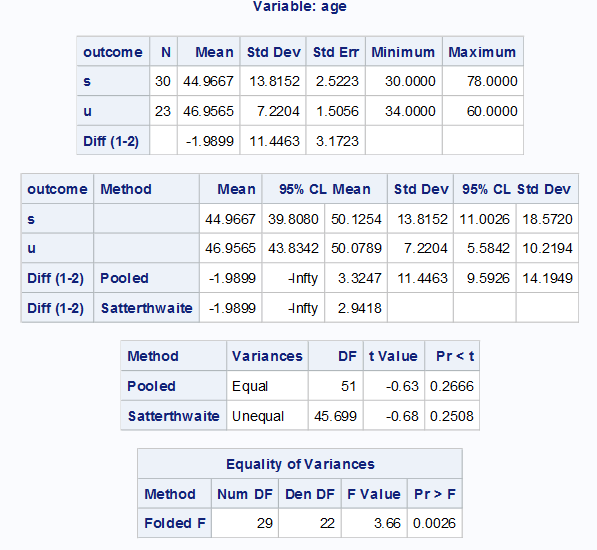 Variable: age
outcome N Mean Std Dev Std Err Minimum Maximum
s 30 44.9667 13.8152 2.5223 30.0000 78.0000
u 23 46.9565 7.2204 1.5056 34.0000 60.0000
Diff (1-2) -1.9899 11.4463 3.1723
outcome Method Mean 95% CL Mean Std Dev 95% CL Std Dev
s 44.9667 39.8080 50.1254 13.8152 11.0026 18.5720
u 46.9565 43.8342 50.0789 7.2204 5.5842 10.2194
Diff (1-2) Pooled -1.9899 -Infty 3.3247 11.4463 9.5926 14.1949
Diff (1-2) Satterthwaite -1.9899 -Infty 2.9418
Method Variances DF t Value Pr < t
Pooled Equal 51 -0.63 0.2666
Satterthwaite Unequal 45.699 -0.68 0.2508
Equality of Variances
Method Num DF Den DF F Value Pr > F
Folded F 29 22 3.66 0.0026